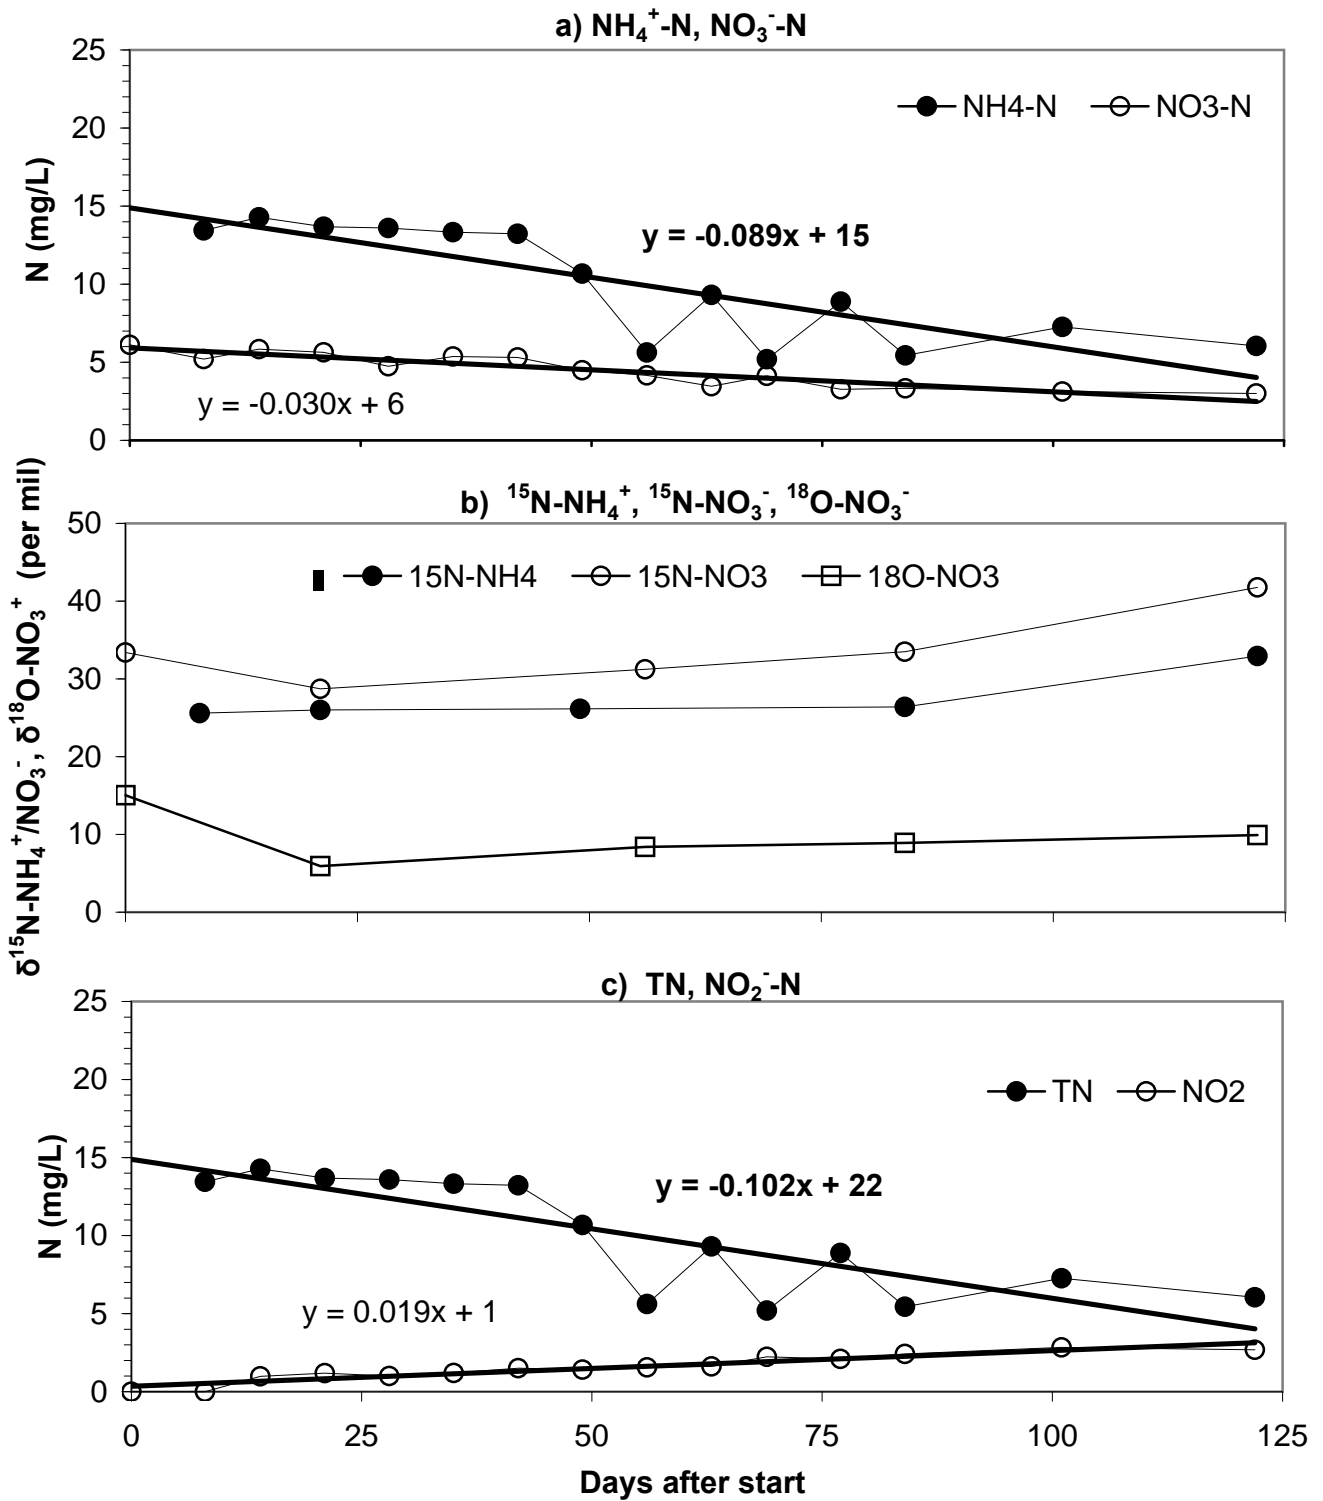 a) NH₄⁺-N, NO₃⁻-N
25
20
15
10
5
0
N (mg/L)
NH4-N NO3-N
y = -0.089x + 15
y = -0.030x + 6
b) ¹⁵N-NH₄⁺, ¹⁵N-NO₃⁻, ¹⁸O-NO₃⁻
50
40
30
20
10
0
δ¹⁵N-NH₄⁺/NO₃⁻, δ¹⁸O-NO₃⁺ (per mil)
15N-NH4 15N-NO3 18O-NO3
c) TN, NO₂⁻-N
25
20
15
10
5
0
N (mg/L)
TN NO2
y = -0.102x + 22
y = 0.019x + 1
0 25 50 75 100 125
Days after start